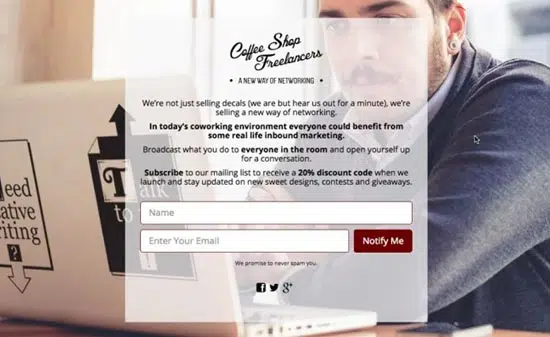 Coffee Shop
Freelancers
• A NEW WAY OF NETWORKING •
We're not just selling decals (we are but hear us out for a minute), we're
selling a new way of networking.
In today's coworking environment everyone could benefit from
some real life inbound marketing.
Broadcast what you do to everyone in the room and open yourself up
for a conversation.
Subscribe to our mailing list to receive a 20% discount code when we
launch and stay updated on new sweet designs, contests and giveaways.
Name
Enter Your Email
Notify Me
We promise to never spam you.
eed
ative
riting
?
Talk
to